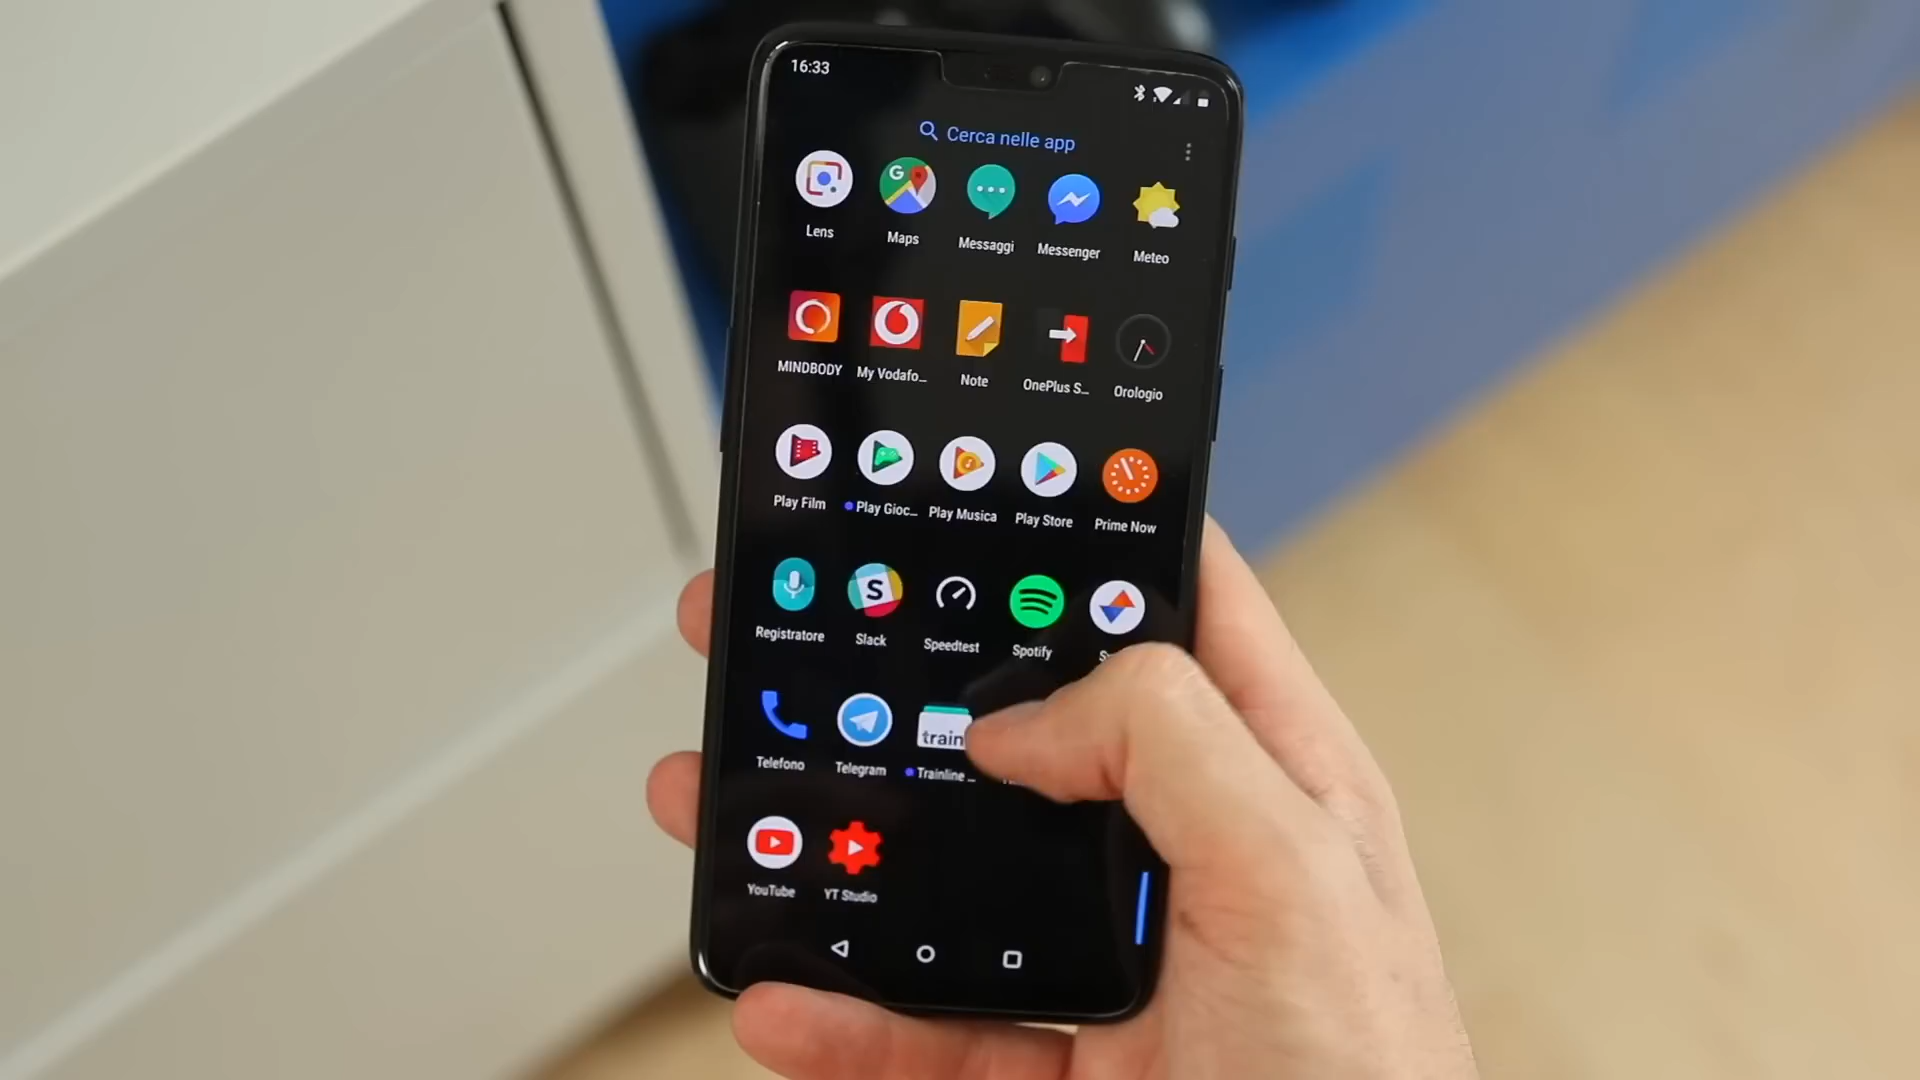 16:33
Cerca nelle app
Lens Maps Messaggi Messenger Meteo
MINDBODY My Vodafo... Note OnePlus S... Orologio
Play Film Play Gioc... Play Musica Play Store Prime Now
S
Registratore Slack Speedtest Spotify
train
Telefono Telegram Trainline ...
YouTube YT Studio